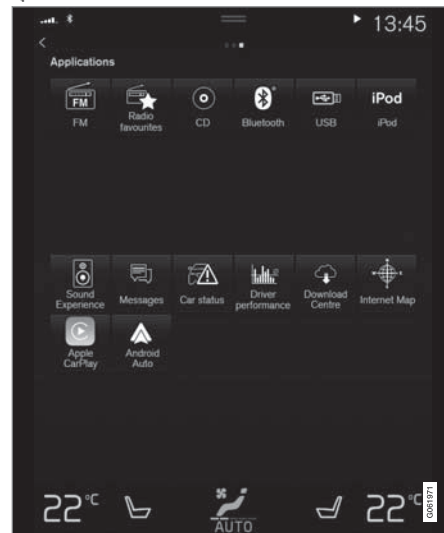 13:45
Applications
FM
FM
Radio
favourites
CD
Bluetooth
USB
iPod
iPod
Sound
Experience
Messages
Car status
Driver
performance
Download
Centre
Internet Map
Apple
CarPlay
Android
Auto
22°C
AUTO
22°C
G061971